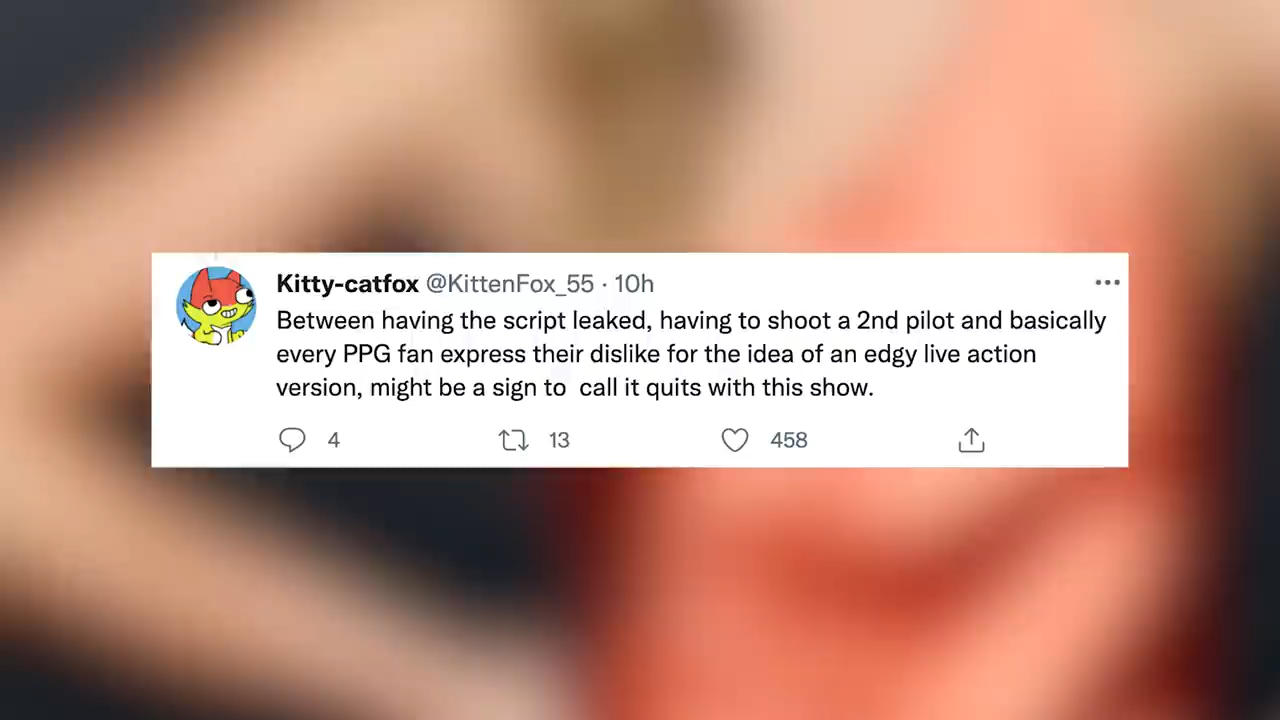 Kitty-catfox @KittenFox_55 · 10h
Between having the script leaked, having to shoot a 2nd pilot and basically
every PPG fan express their dislike for the idea of an edgy live action
version, might be a sign to  call it quits with this show.
4 13 458